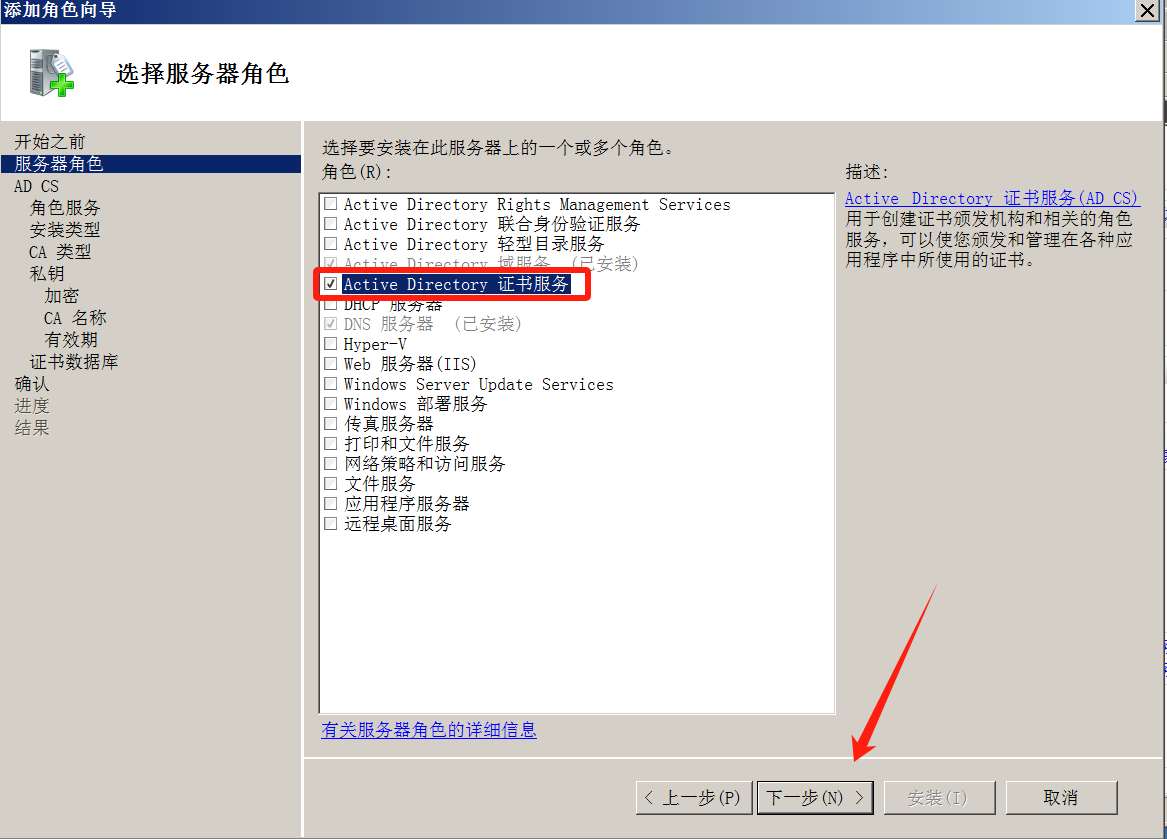 添加角色向导
选择服务器角色
开始之前
服务器角色
AD CS
角色服务
安装类型
CA 类型
私钥
加密
CA 名称
有效期
证书数据库
确认
进度
结果
选择要安装在此服务器上的一个或多个角色。
角色(R):
Active Directory Rights Management Services
Active Directory 联合身份验证服务
Active Directory 轻型目录服务
Active Directory 域服务 (已安装)
Active Directory 证书服务
DHCP 服务器
DNS 服务器 (已安装)
Hyper-V
Web 服务器(IIS)
Windows Server Update Services
Windows 部署服务
传真服务器
打印和文件服务
网络策略和访问服务
文件服务
应用程序服务器
远程桌面服务
有关服务器角色的详细信息
描述:
Active Directory 证书服务(AD CS)
用于创建证书颁发机构和相关的角色
服务，可以使您颁发和管理在各种应
用程序中所使用的证书。
< 上一步(P)
下一步(N) >
安装(I)
取消